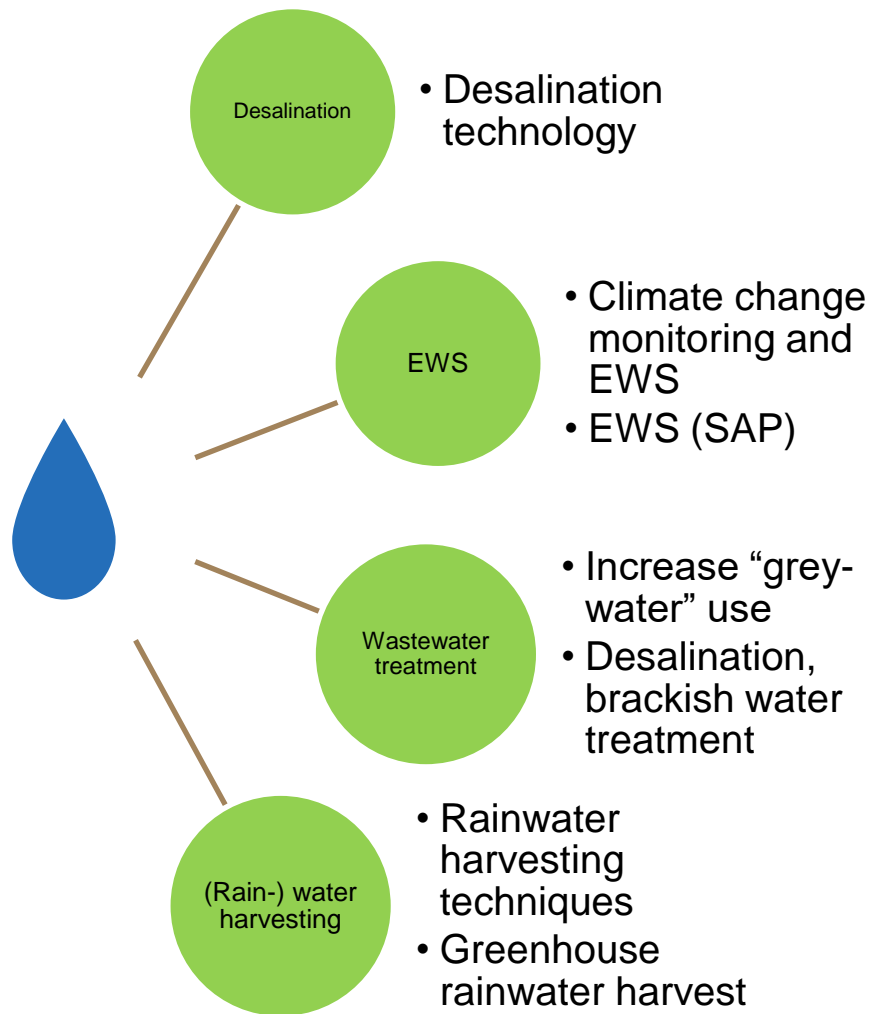 Desalination
• Desalination
technology
EWS
• Climate change
monitoring and
EWS
• EWS (SAP)
Wastewater
treatment
• Increase “grey-
water” use
• Desalination,
brackish water
treatment
(Rain-) water
harvesting
• Rainwater
harvesting
techniques
• Greenhouse
rainwater harvest